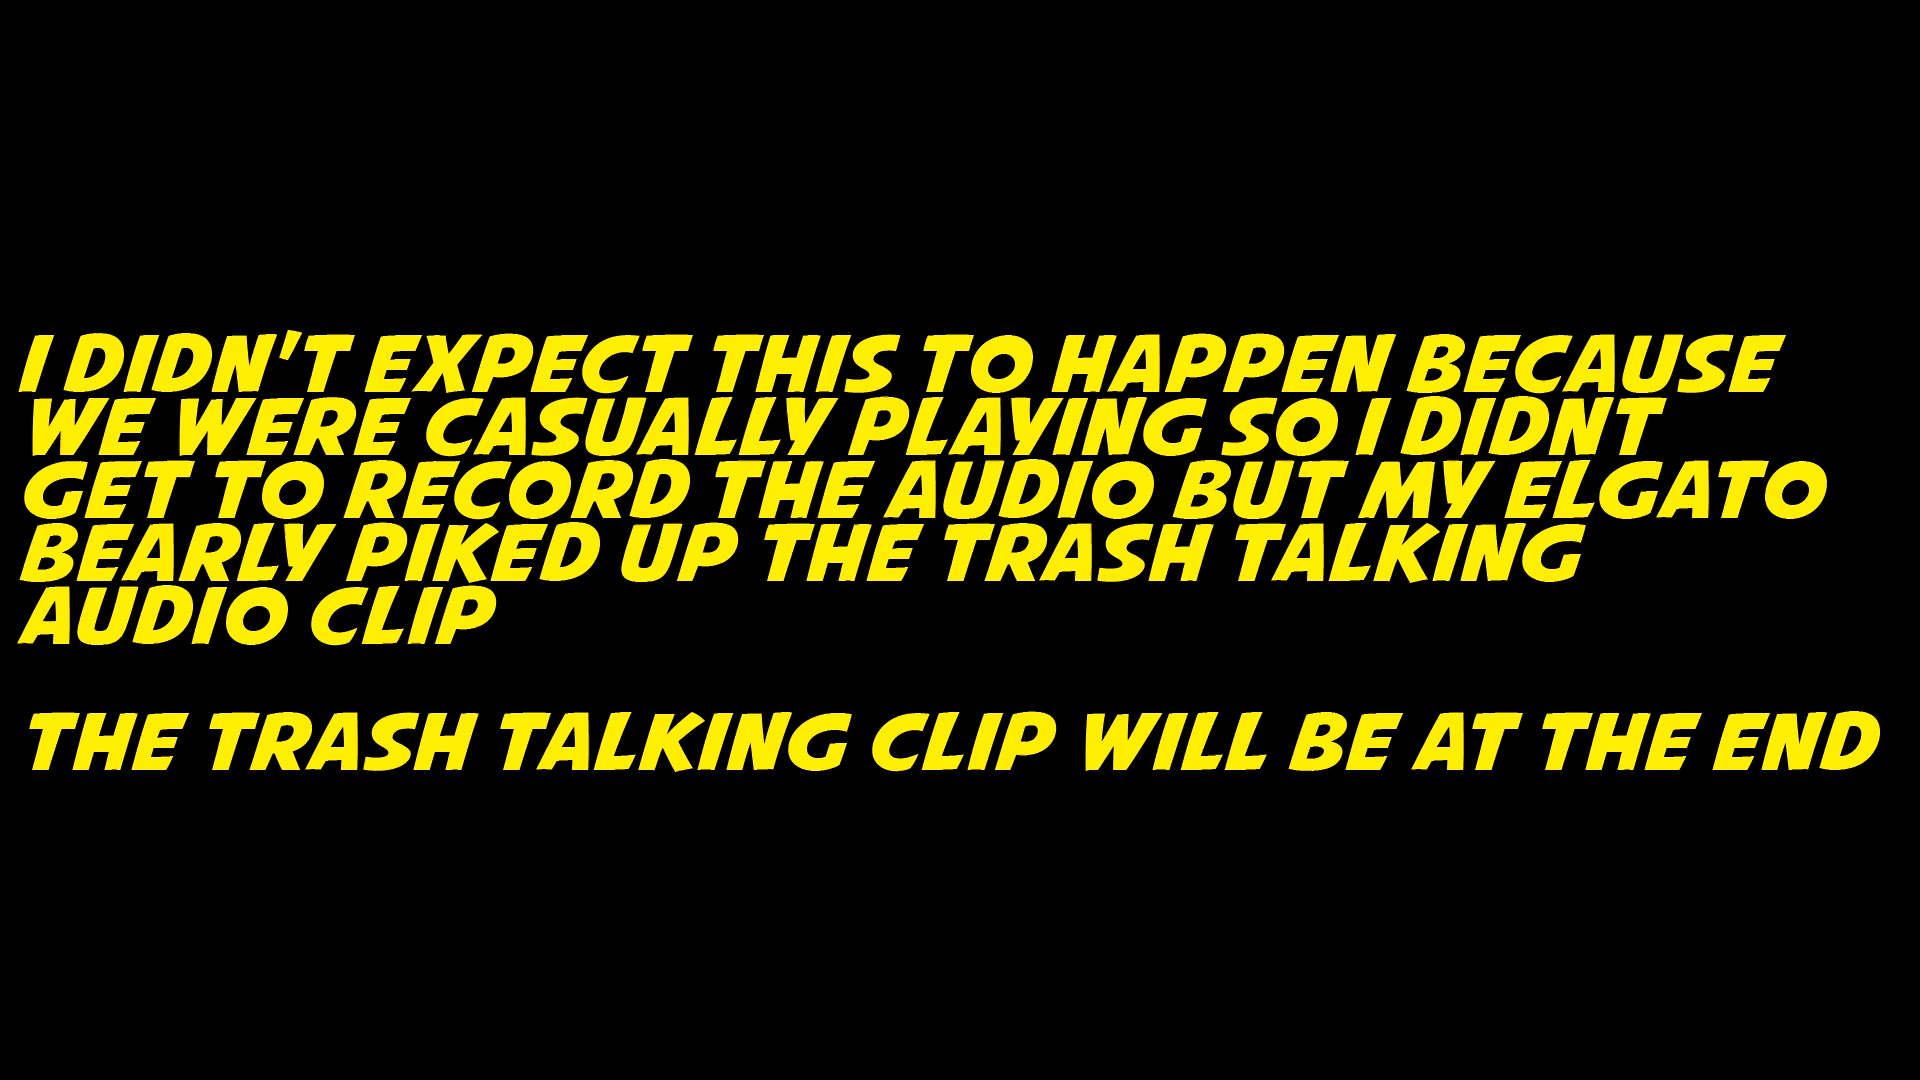 I DIDN'T EXPECT THIS TO HAPPEN BECAUSE
WE WERE CASUALLY PLAYING SO I DIDNT
GET TO RECORD THE AUDIO BUT MY ELGATO
BEARLY PIKED UP THE TRASH TALKING
AUDIO CLIP
THE TRASH TALKING CLIP WILL BE AT THE END